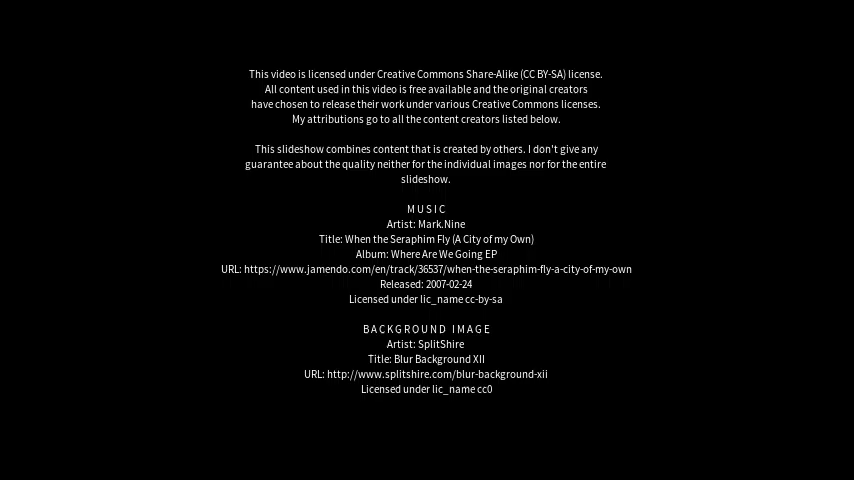 This video is licensed under Creative Commons Share-Alike (CC BY-SA) license.
All content used in this video is free available and the original creators
have chosen to release their work under various Creative Commons licenses.
My attributions go to all the content creators listed below.
This slideshow combines content that is created by others. I don't give any
guarantee about the quality neither for the individual images nor for the entire
slideshow.
MUSIC
Artist: Mark.Nine
Title: When the Seraphim Fly (A City of my Own)
Album: Where Are We Going EP
URL: https://www.jamendo.com/en/track/36537/when-the-seraphim-fly-a-city-of-my-own
Released: 2007-02-24
Licensed under lic_name cc-by-sa
BACKGROUND IMAGE
Artist: SplitShire
Title: Blur Background XII
URL: http://www.splitshire.com/blur-background-xii
Licensed under lic_name cc0